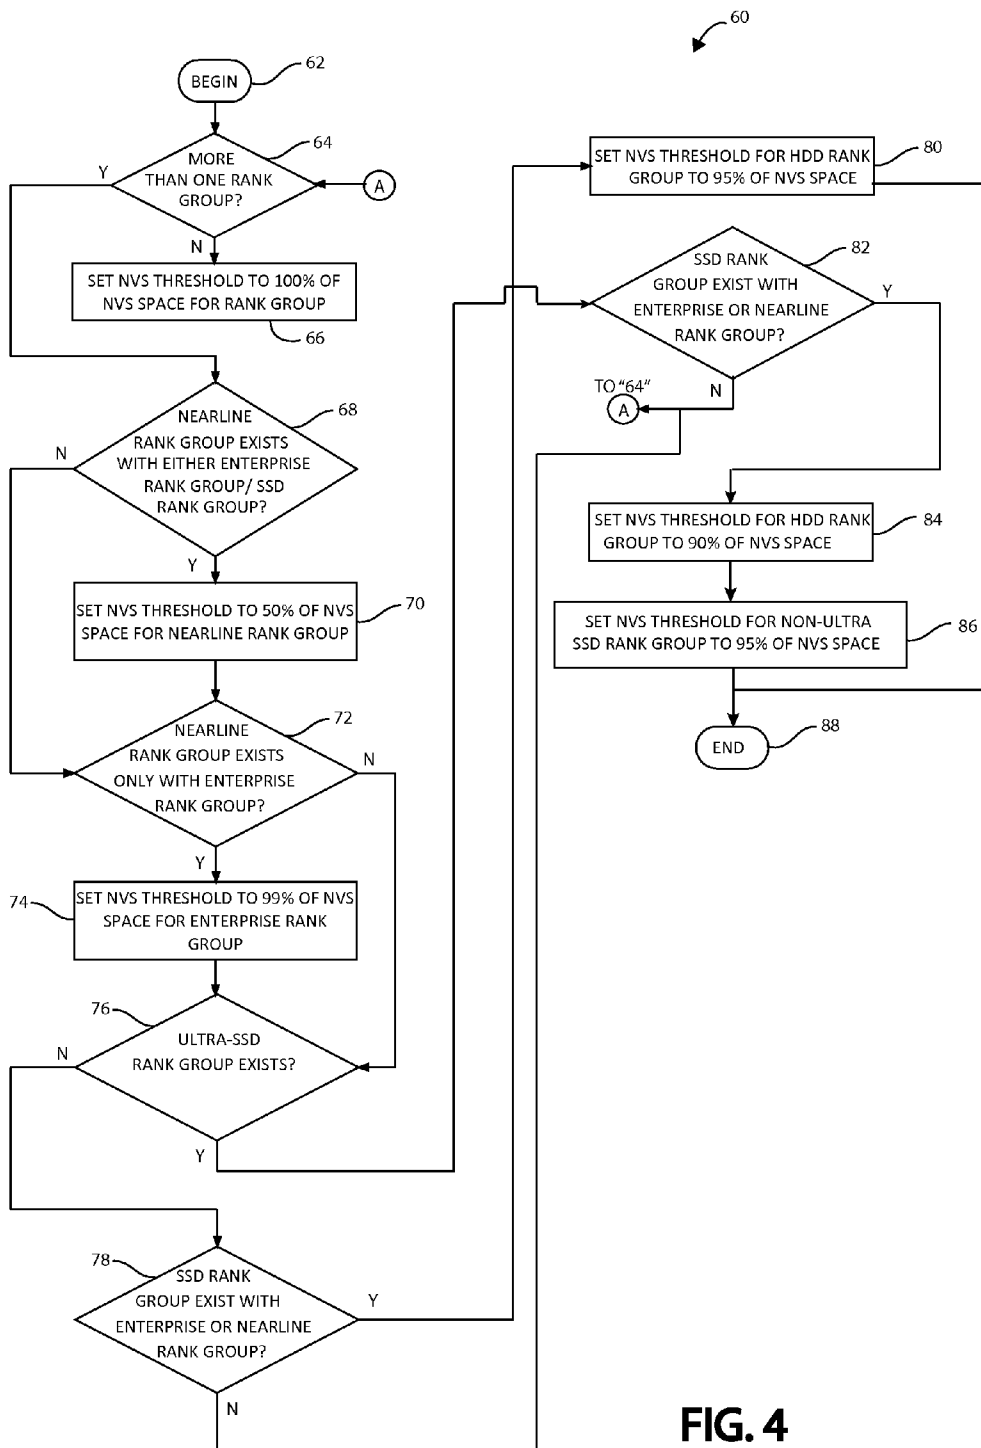 60
BEGIN
62
64
MORE
THAN ONE RANK
GROUP?
Y
A
N
SET NVS THRESHOLD TO 100% OF
NVS SPACE FOR RANK GROUP
66
68
NEARLINE
RANK GROUP EXISTS
WITH EITHER ENTERPRISE
RANK GROUP/ SSD
RANK GROUP?
N
Y
SET NVS THRESHOLD TO 50% OF NVS
SPACE FOR NEARLINE RANK GROUP
70
72
NEARLINE
RANK GROUP EXISTS
ONLY WITH ENTERPRISE
RANK GROUP?
N
Y
74
SET NVS THRESHOLD TO 99% OF NVS
SPACE FOR ENTERPRISE RANK
GROUP
76
ULTRA-SSD
RANK GROUP EXISTS?
N
Y
78
SSD RANK
GROUP EXIST WITH
ENTERPRISE OR NEARLINE
RANK GROUP?
Y
N
SET NVS THRESHOLD FOR HDD RANK
GROUP TO 95% OF NVS SPACE
80
82
SSD RANK
GROUP EXIST WITH
ENTERPRISE OR NEARLINE
RANK GROUP?
Y
N
TO "64"
A
SET NVS THRESHOLD FOR HDD RANK
GROUP TO 90% OF NVS SPACE
84
SET NVS THRESHOLD FOR NON-ULTRA
SSD RANK GROUP TO 95% OF NVS SPACE
86
END
88
FIG. 4